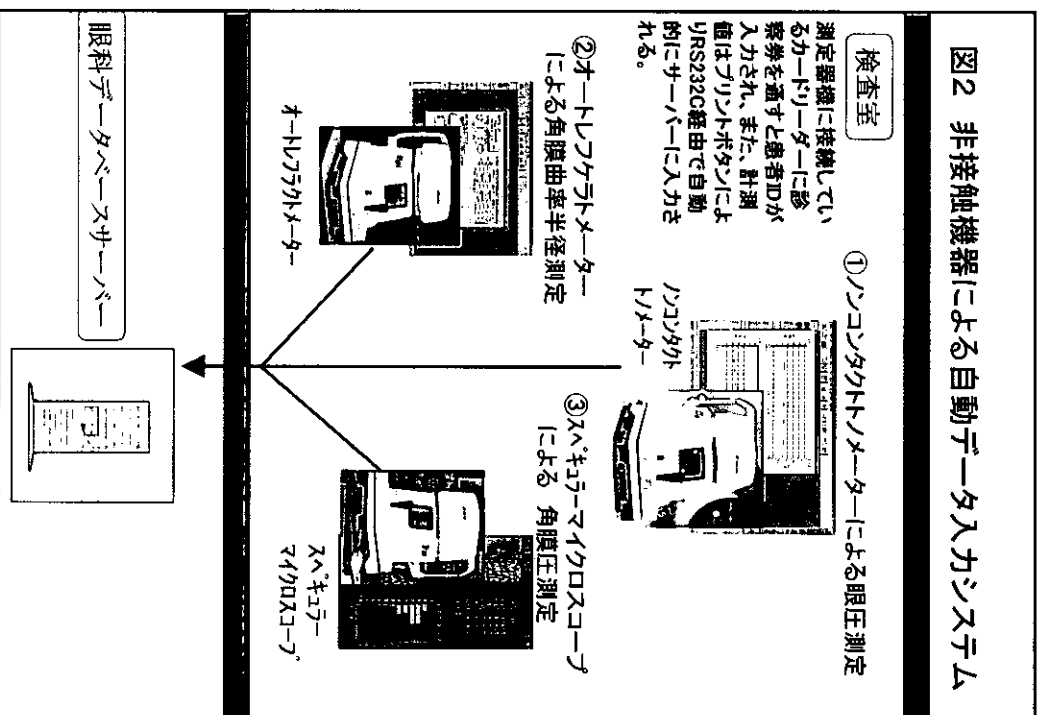 図2　非接触機器による自動データ入力システム
検査室
測定器機に接続してい
るカードリーダーに診
察券を通すと患者IDが
入力され、また、計測
値はプリントボタンによ
りRS232C経由で自動
的にサーバーに入力さ
れる。
①ノンコンタクトトノメーターによる眼圧測定
ノンコンタクト
トノメーター
②オートレフケラトメーター
による角膜曲率半径測定
オートレフラクトメーター
③スペキュラーマイクロスコープ
による　角膜圧測定
スペキュラー
マイクロスコープ
眼科データベースサーバー